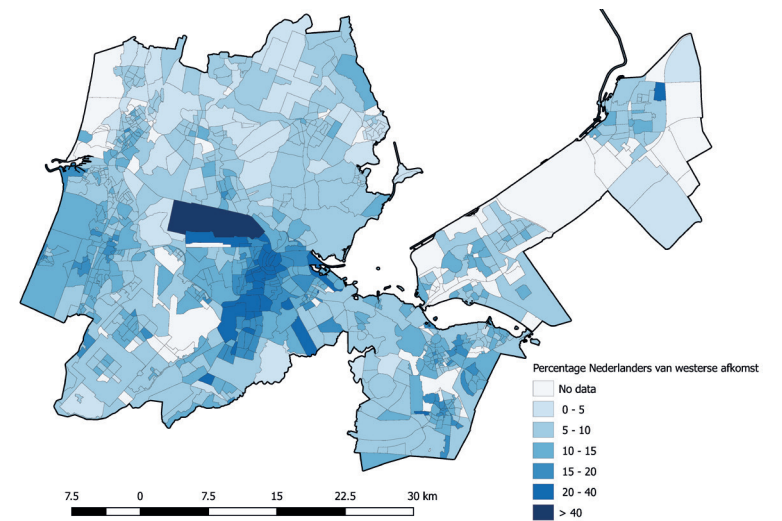 Percentage Nederlanders van westerse afkomst
No data
0 - 5
5 - 10
10 - 15
15 - 20
20 - 40
> 40
7.5 0 7.5 15 22.5 30 km